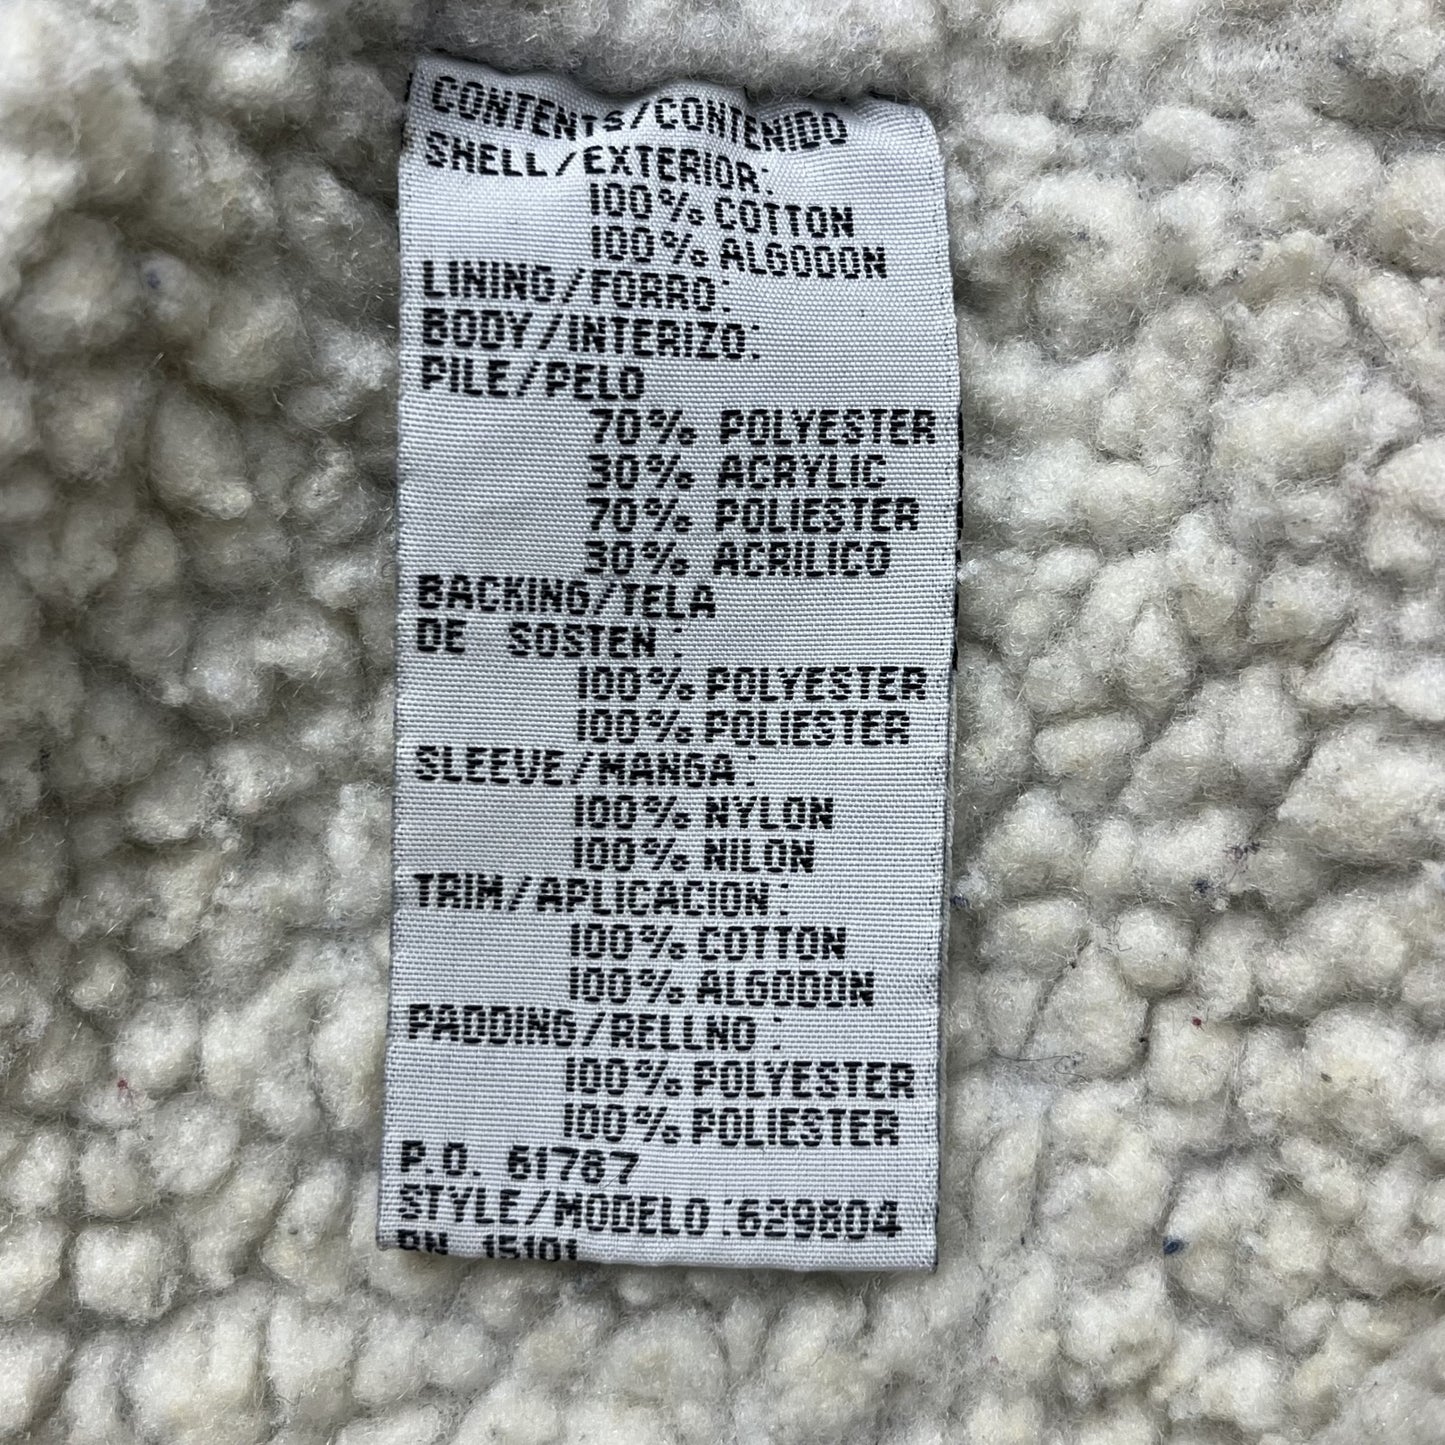 CONTENTS/CONTENIDO
SHELL/EXTERIOR:
100% COTTON
100% ALGODON
LINING/FORRO:
BODY/INTERIZO:
PILE/PELO
70% POLYESTER
30% ACRYLIC
70% POLIESTER
30% ACRILICO
BACKING/TELA
DE SOSTEN:
100% POLYESTER
100% POLIESTER
SLEEVE/MANGA:
100% NYLON
100% NILON
TRIM/APLICACION:
100% COTTON
100% ALGODON
PADDING/RELLNO:
100% POLYESTER
100% POLIESTER
P.O. 61787
STYLE/MODELO:629804
RN 15101